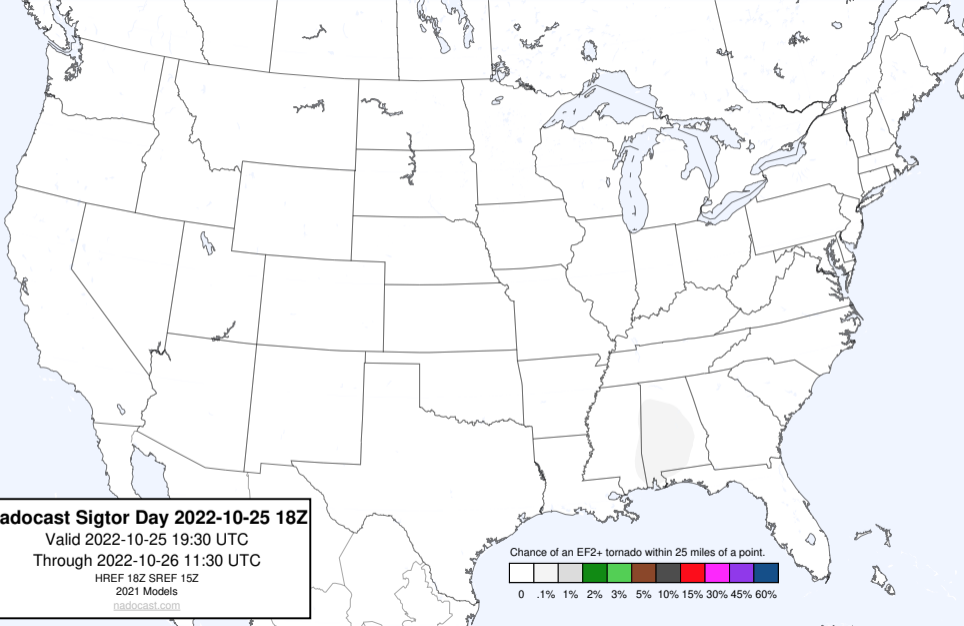 adocast Sigtor Day 2022-10-25 18Z
Valid 2022-10-25 19:30 UTC
Through 2022-10-26 11:30 UTC
HREF 18Z SREF 15Z
2021 Models
nadocast.com
Chance of an EF2+ tornado within 25 miles of a point.
0 .1% 1% 2% 3% 5% 10% 15% 30% 45% 60%